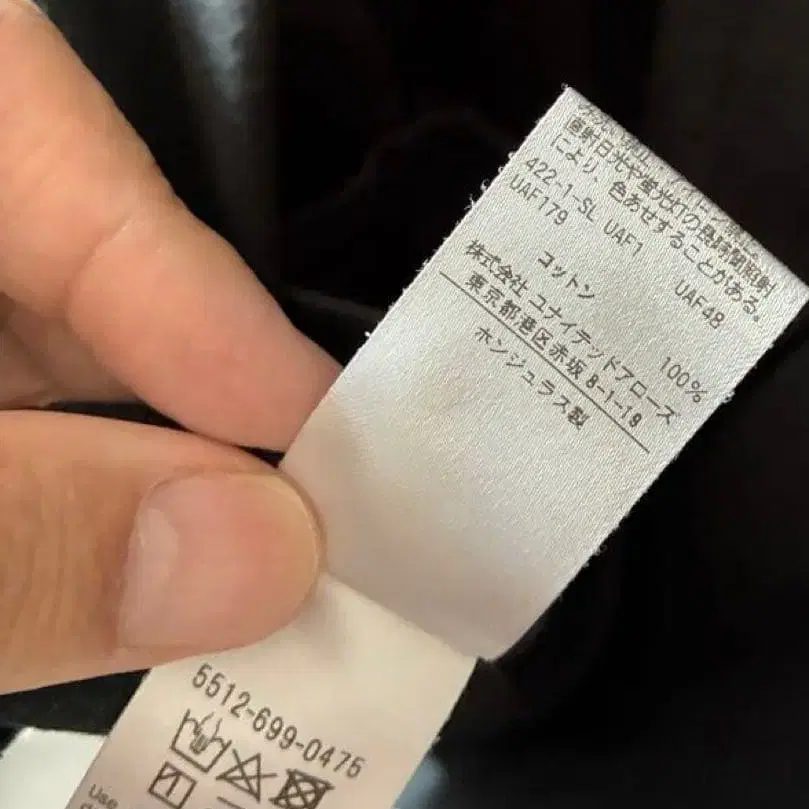 直射日光や蛍光灯の長時間照射
により、色あせすることがある。
422-1-SL UAF1 UAF48
UAF179
コットン 100%
株式会社 ユナイテッドアローズ
東京都港区赤坂 8-1-19
ホンジュラス製
5512-699-0475
Use